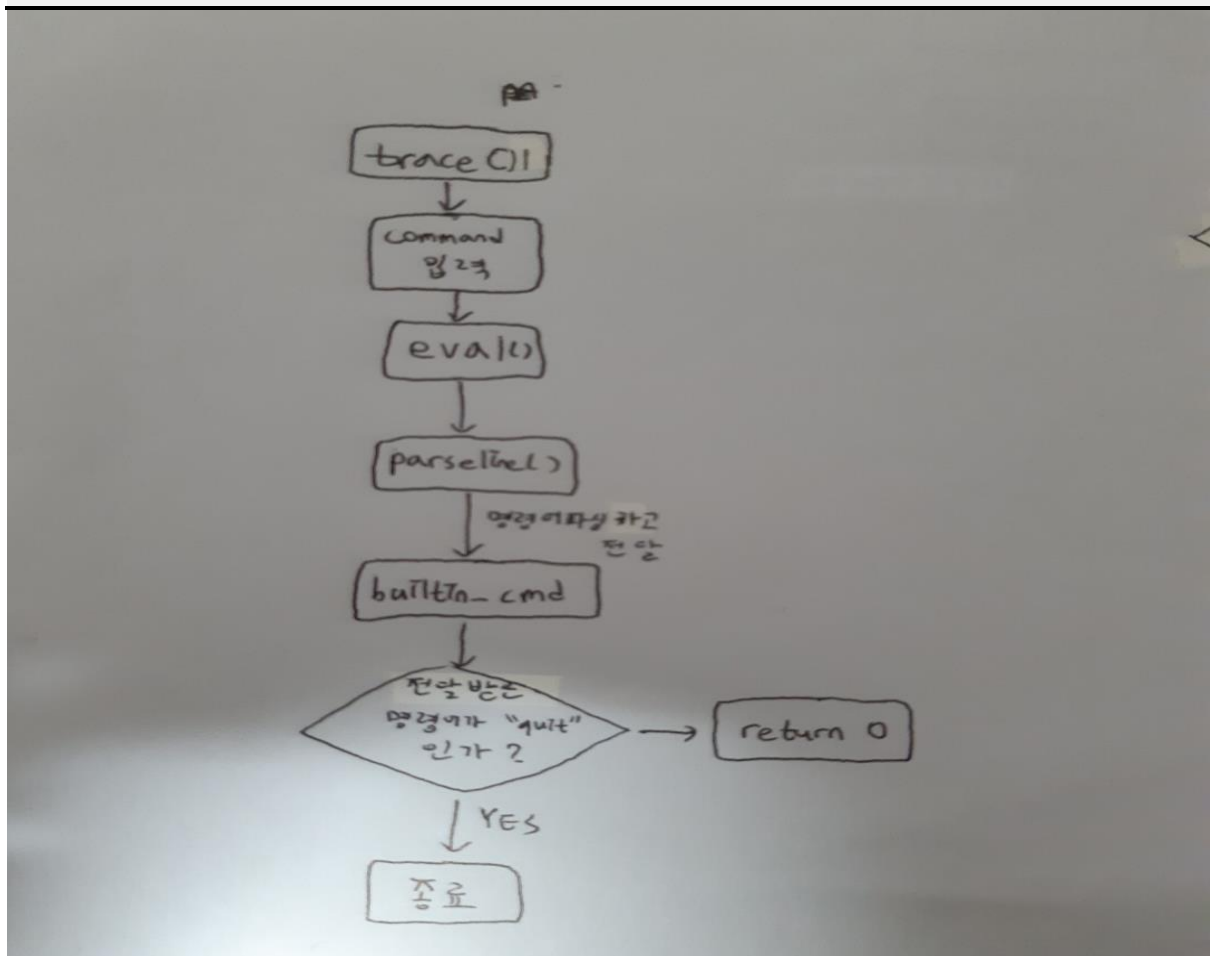 trace 01
command
입력
eval()
parseline()
명령어파싱 하고
전달
builtin_cmd
전달 받은
명령어가 "quit"
인가?
return 0
YES
종료